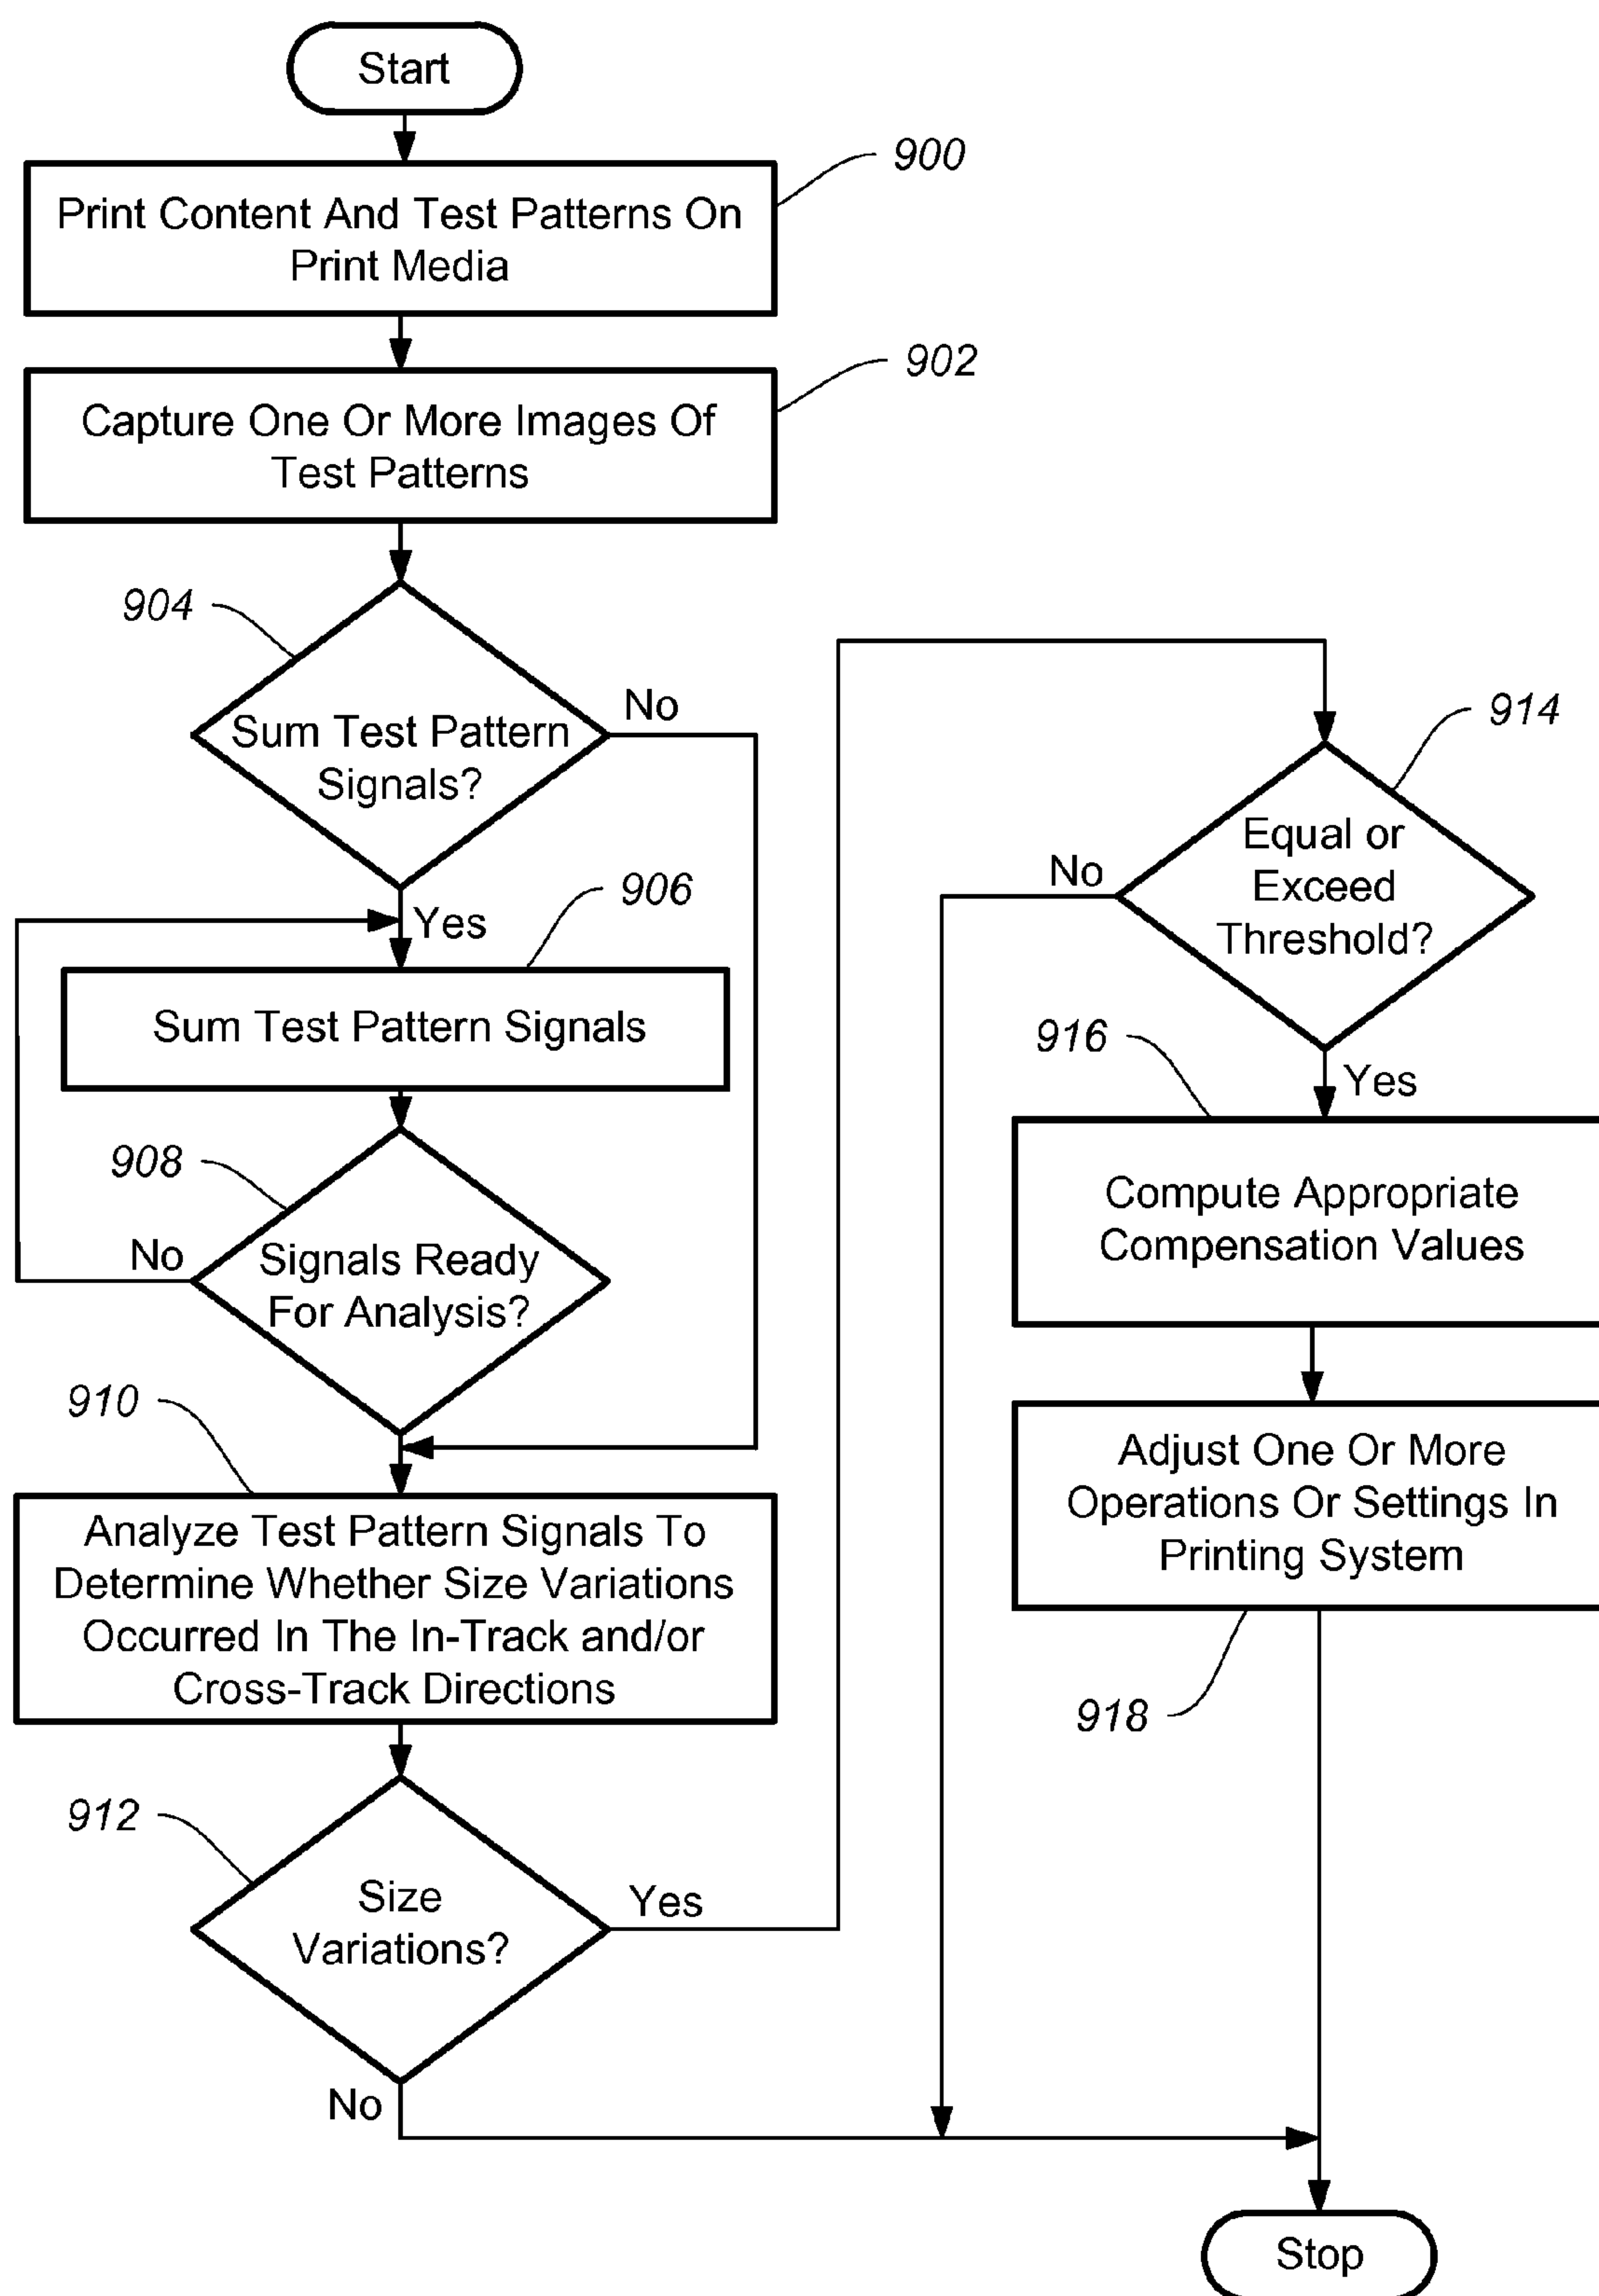 Start
900
Print Content And Test Patterns On
Print Media
902
Capture One Or More Images Of
Test Patterns
904
Sum Test Pattern
Signals?
No
Yes
906
Sum Test Pattern Signals
908
Signals Ready
For Analysis?
No
910
Analyze Test Pattern Signals To
Determine Whether Size Variations
Occurred In The In-Track and/or
Cross-Track Directions
912
Size
Variations?
Yes
No
914
Equal or
Exceed
Threshold?
No
Yes
916
Compute Appropriate
Compensation Values
Adjust One Or More
Operations Or Settings In
Printing System
918
Stop